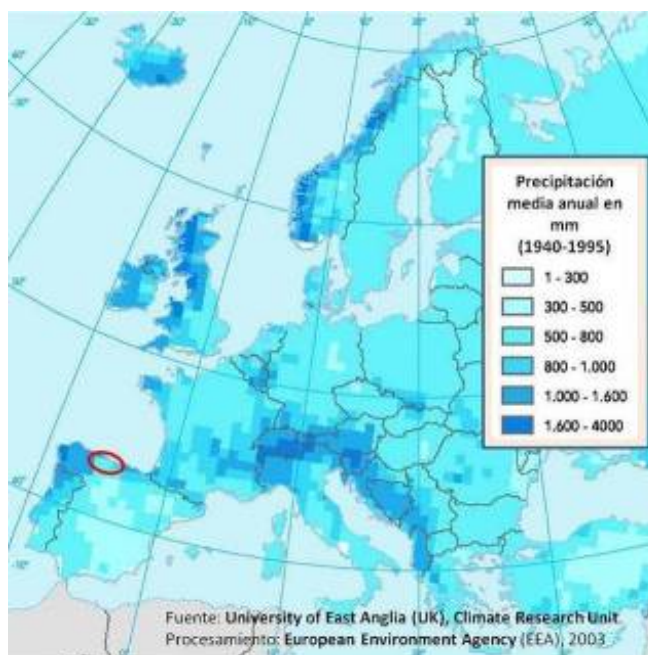 Precipitación
media anual en
mm
(1940-1995)
1 - 300
300 - 500
500 - 800
800 - 1.000
1.000 - 1.600
1.600 - 4000
Fuente: University of East Anglia (UK), Climate Research Unit
Procesamiento: European Environment Agency (EEA), 2003